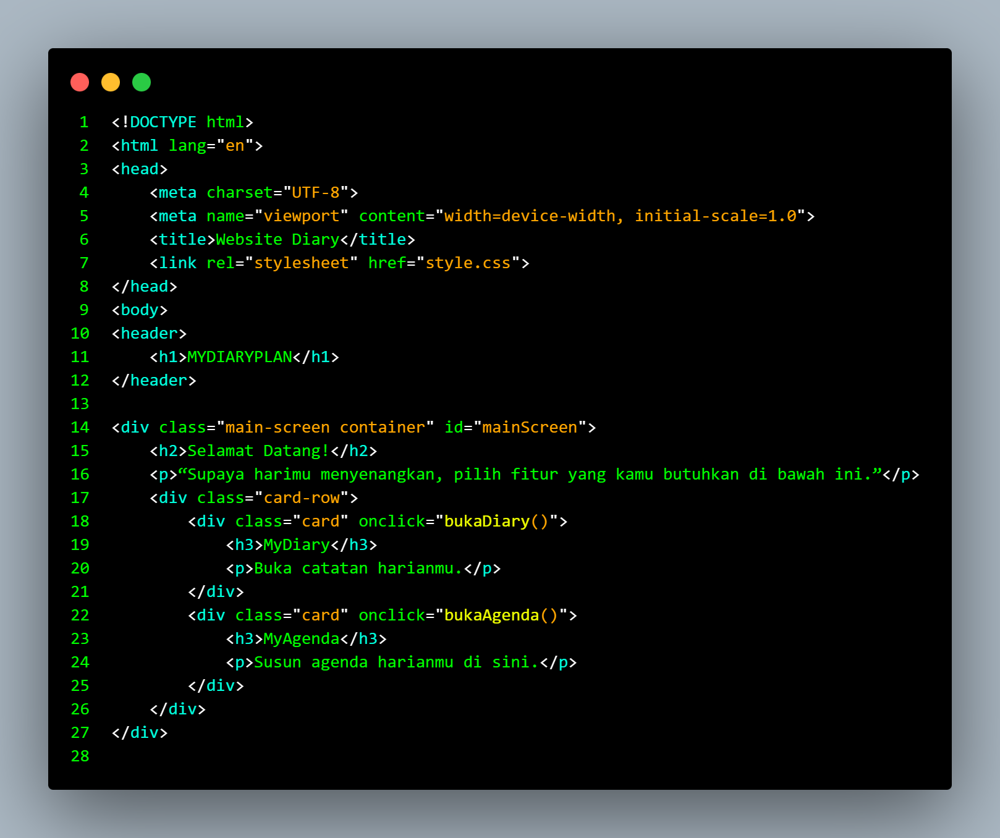 1 <!DOCTYPE html>
2 <html lang="en">
3 <head>
4     <meta charset="UTF-8">
5     <meta name="viewport" content="width=device-width, initial-scale=1.0">
6     <title>Website Diary</title>
7     <link rel="stylesheet" href="style.css">
8 </head>
9 <body>
10 <header>
11     <h1>MYDIARYPLAN</h1>
12 </header>
13
14 <div class="main-screen container" id="mainScreen">
15     <h2>Selamat Datang!</h2>
16     <p>“Supaya harimu menyenangkan, pilih fitur yang kamu butuhkan di bawah ini.”</p>
17     <div class="card-row">
18         <div class="card" onclick="bukaDiary()">
19             <h3>MyDiary</h3>
20             <p>Buka catatan harianmu.</p>
21         </div>
22         <div class="card" onclick="bukaAgenda()">
23             <h3>MyAgenda</h3>
24             <p>Susun agenda harianmu di sini.</p>
25         </div>
26     </div>
27 </div>
28